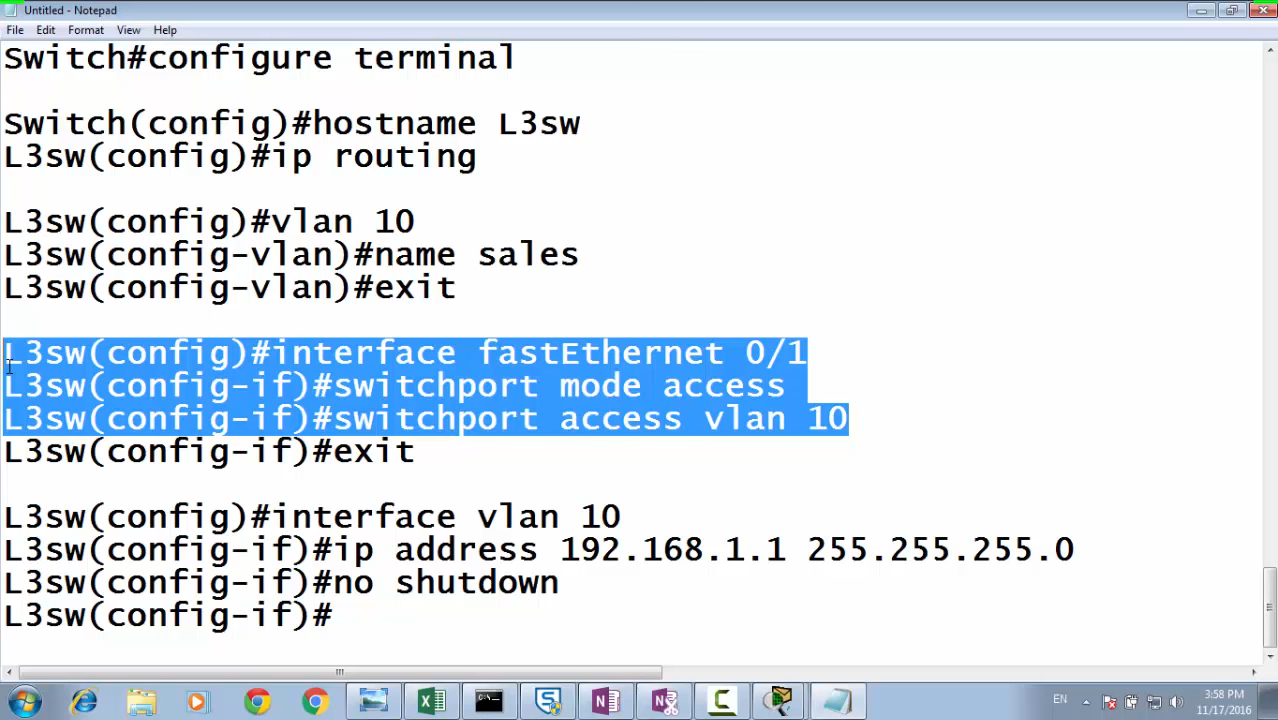 Untitled - Notepad
File Edit Format View Help
Switch#configure terminal
Switch(config)#hostname L3sw
L3sw(config)#ip routing
L3sw(config)#vlan 10
L3sw(config-vlan)#name sales
L3sw(config-vlan)#exit
L3sw(config)#interface fastEthernet 0/1
L3sw(config-if)#switchport mode access
L3sw(config-if)#switchport access vlan 10
L3sw(config-if)#exit
L3sw(config)#interface vlan 10
L3sw(config-if)#ip address 192.168.1.1 255.255.255.0
L3sw(config-if)#no shutdown
L3sw(config-if)#
EN
3:58 PM
11/17/2016